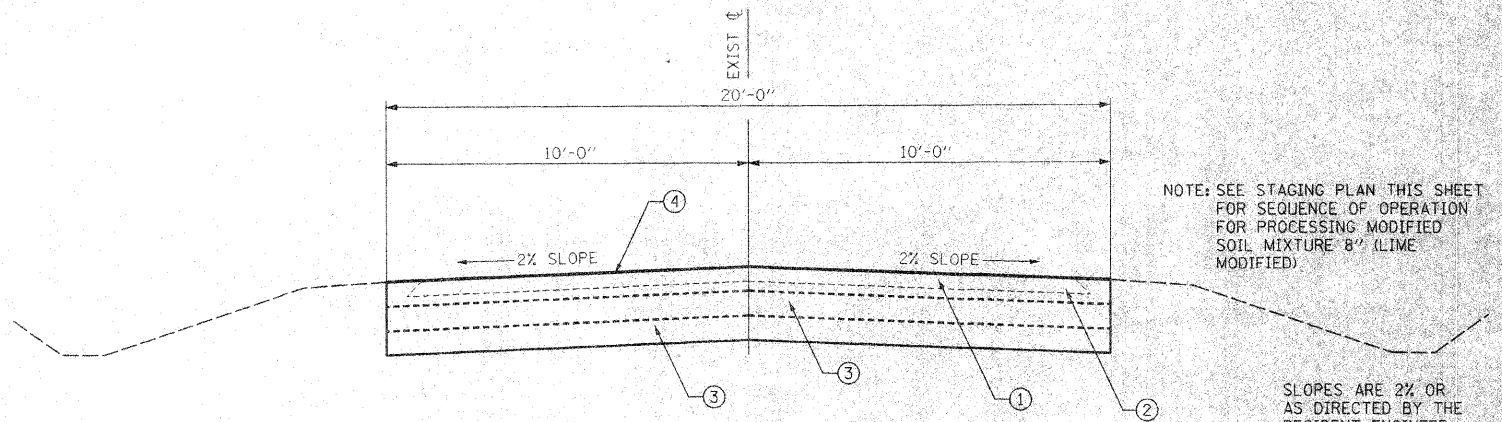 EXIST ℄
20'-0"
10'-0"
10'-0"
NOTE: SEE STAGING PLAN THIS SHEET
FOR SEQUENCE OF OPERATION
FOR PROCESSING MODIFIED
SOIL MIXTURE 8" (LIME
MODIFIED)
4
2% SLOPE
2% SLOPE
3
3
1
2
SLOPES ARE 2% OR
AS DIRECTED BY THE
RESIDENT ENGINEER